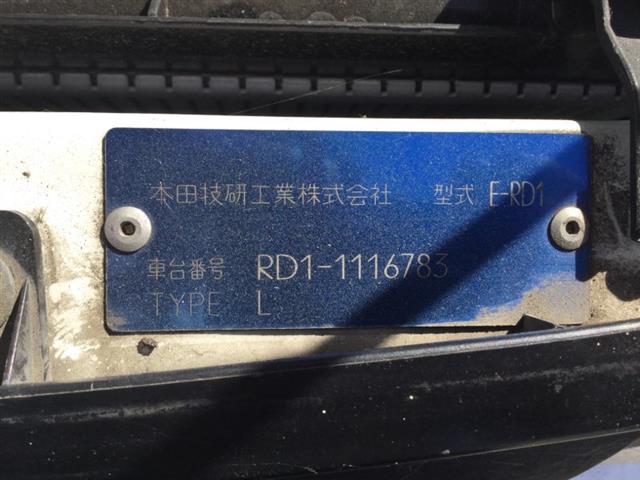 本田技研工業株式会社 型式 E-RD1
車台番号 RD1-1116783
TYPE L